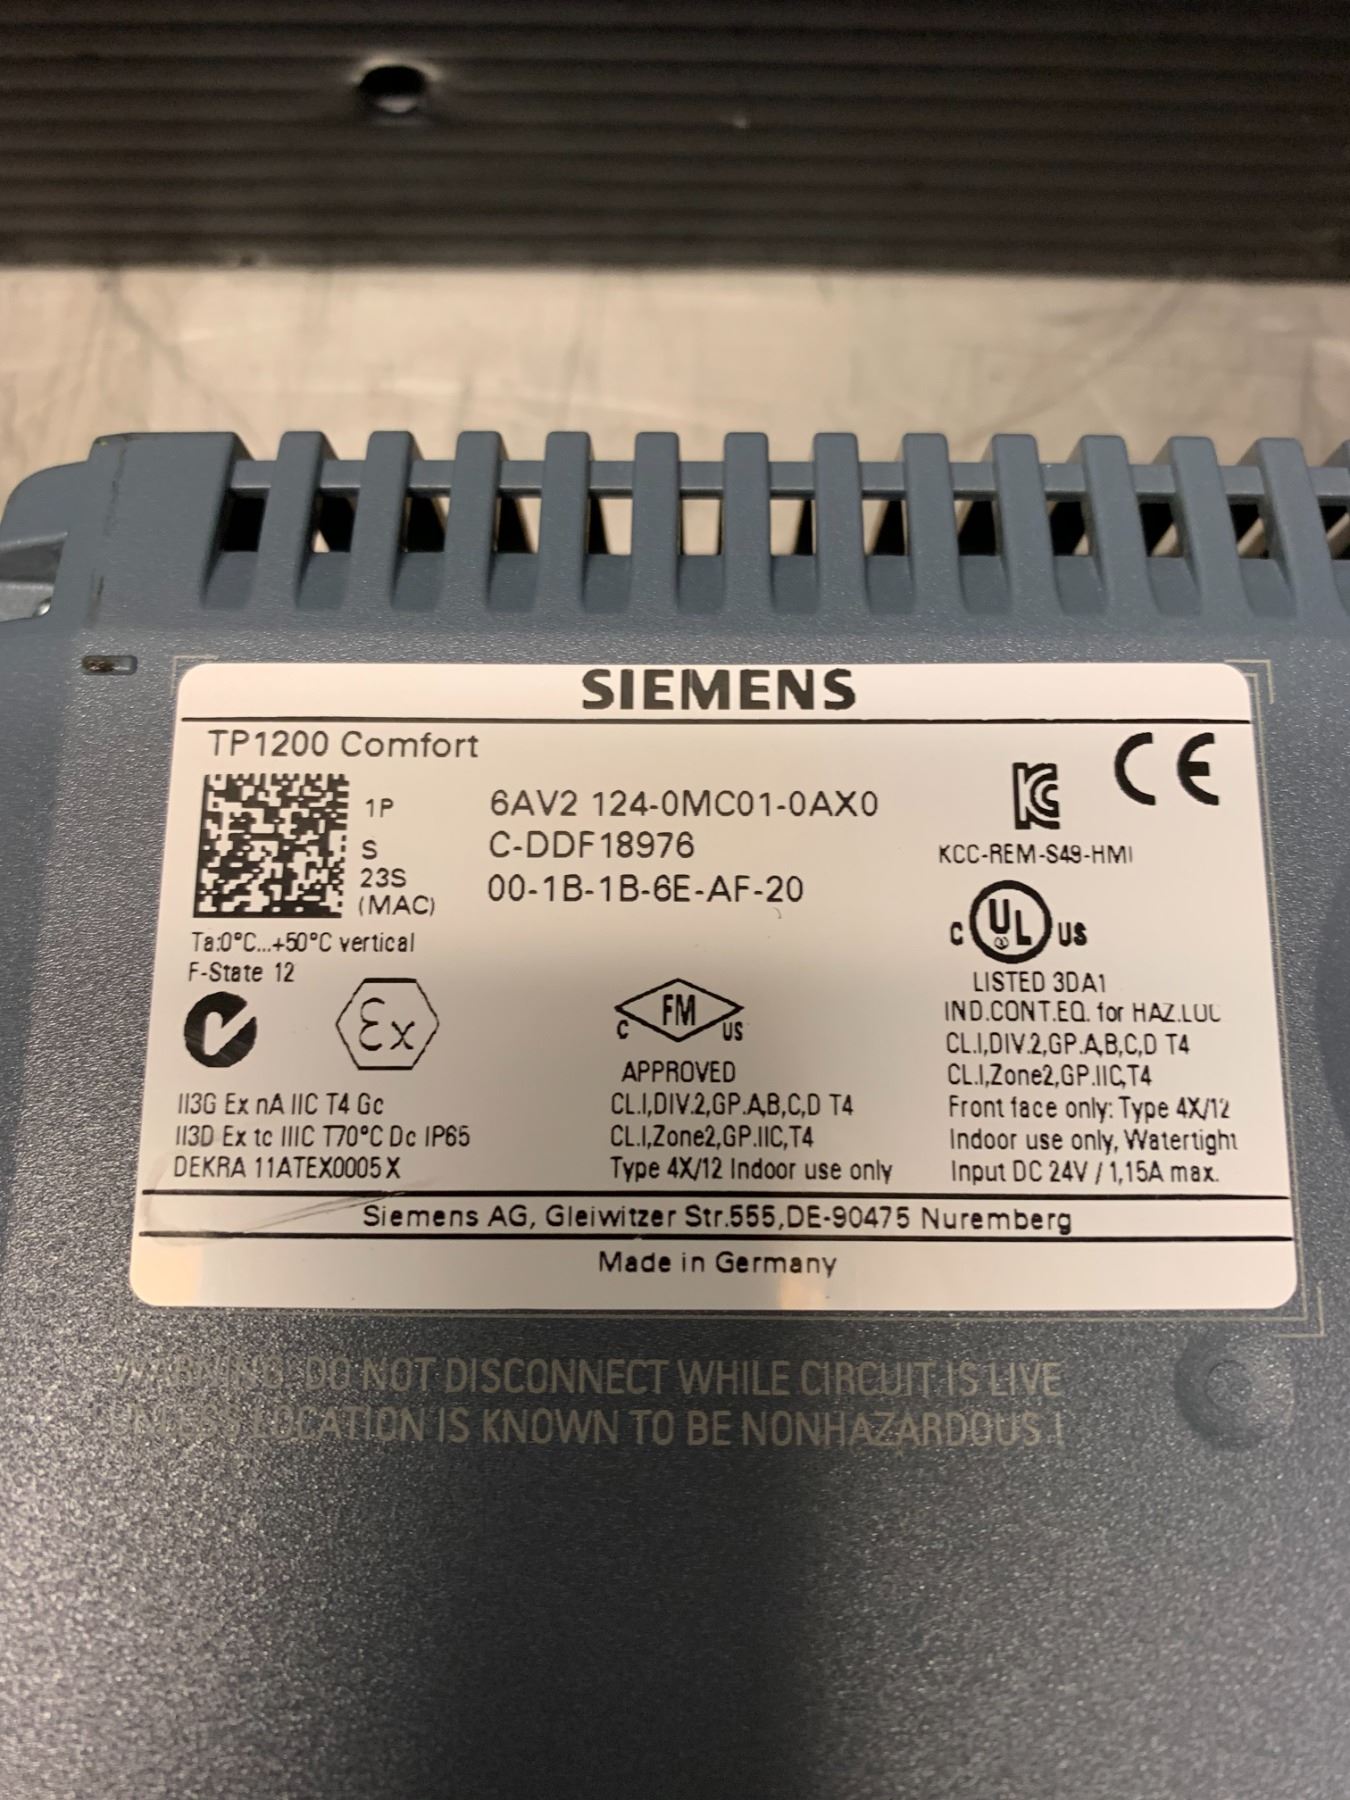 SIEMENS
TP1200 Comfort
1P 6AV2 124-0MC01-0AX0
S C-DDF18976
23S (MAC) 00-1B-1B-6E-AF-20
Ta:0°C...+50°C vertical
F-State 12
Ex
II3G Ex nA IIC T4 Gc
II3D Ex tc IIIC T70°C Dc IP65
DEKRA 11ATEX0005 X
C FM US
APPROVED
CL.I,DIV.2,GP.A,B,C,D T4
CL.I,Zone2,GP.IIC,T4
Type 4X/12 Indoor use only
CE
KCC-REM-S49-HMI
C UL US
LISTED 3DA1
IND.CONT.EQ. for HAZ.LOC
CL.I,DIV.2,GP.A,B,C,D T4
CL.I,Zone2,GP.IIC,T4
Front face only: Type 4X/12
Indoor use only, Watertight
Input DC 24V / 1,15A max.
Siemens AG, Gleiwitzer Str.555,DE-90475 Nuremberg
Made in Germany
WARNING: DO NOT DISCONNECT WHILE CIRCUIT IS LIVE
UNLESS LOCATION IS KNOWN TO BE NONHAZARDOUS !